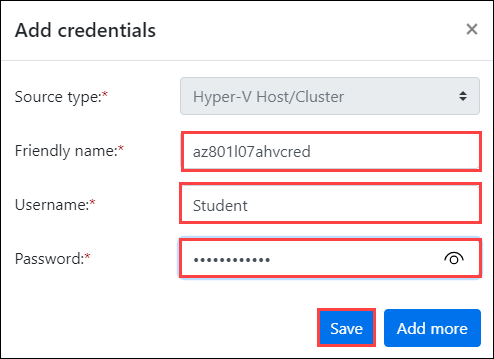 Add credentials ×
Source type:* Hyper-V Host/Cluster
Friendly name:* az801l07ahvcred
Username:* Student
Password:* ••••••••••••
Save Add more